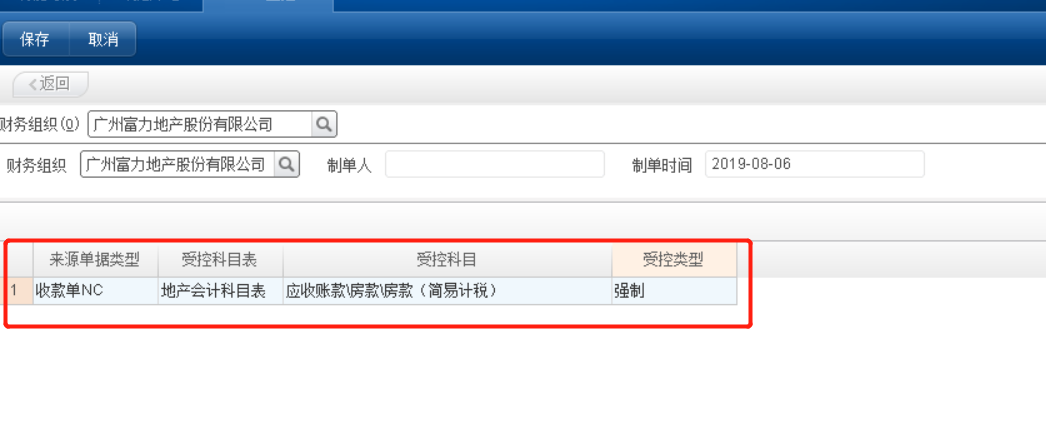 保存 取消
返回
财务组织(O) 广州富力地产股份有限公司
财务组织 广州富力地产股份有限公司 制单人 制单时间 2019-08-06
来源单据类型 受控科目表 受控科目 受控类型
1 收款单NC 地产会计科目表 应收账款\房款\房款（简易计税） 强制